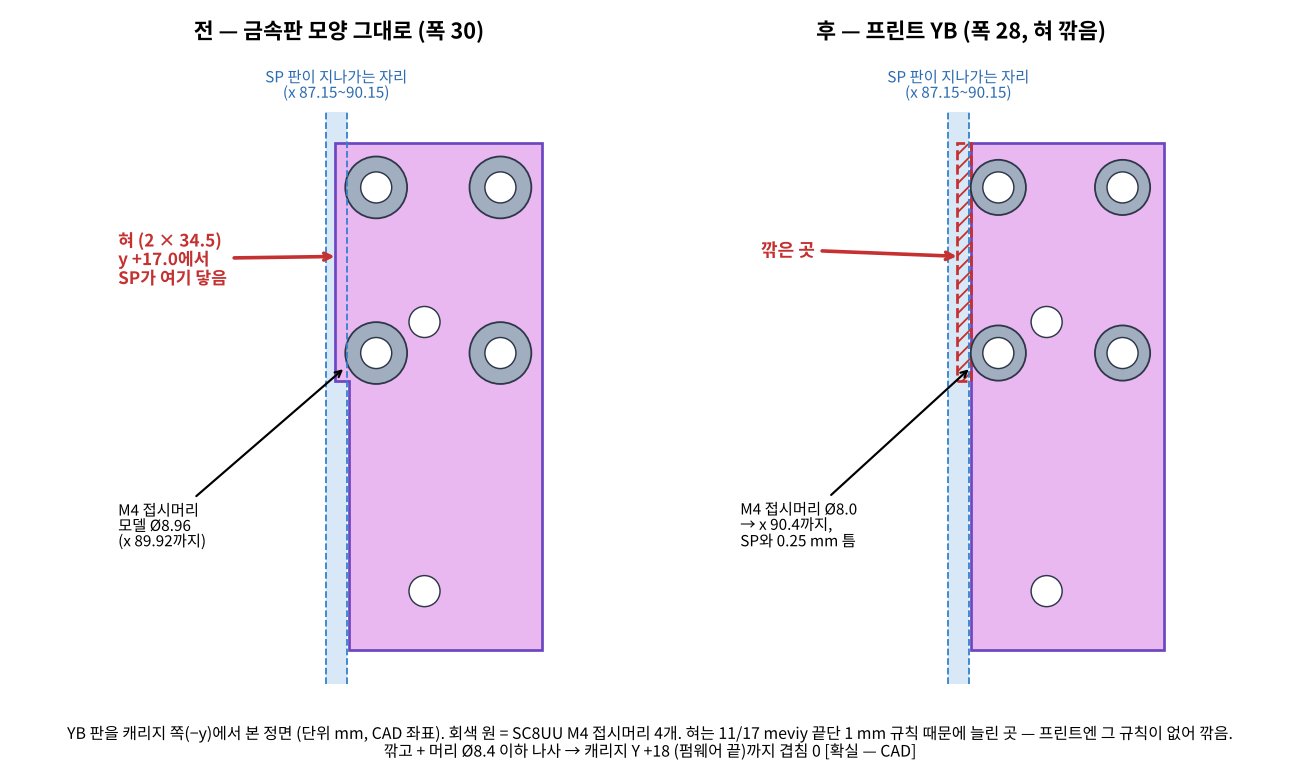 전 — 금속판 모양 그대로 (폭 30)
SP 판이 지나가는 자리
(x 87.15~90.15)
혀 (2 × 34.5)
y +17.0에서
SP가 여기 닿음
M4 접시머리
모델 Ø8.96
(x 89.92까지)
후 — 프린트 YB (폭 28, 혀 깎음)
SP 판이 지나가는 자리
(x 87.15~90.15)
깎은 곳
M4 접시머리 Ø8.0
→ x 90.4까지,
SP와 0.25 mm 틈
YB 판을 캐리지 쪽(−y)에서 본 정면 (단위 mm, CAD 좌표). 회색 원 = SC8UU M4 접시머리 4개. 혀는 11/17 meviy 끝단 1 mm 규칙 때문에 늘린 곳 — 프린트엔 그 규칙이 없어 깎음.
깎고 + 머리 Ø8.4 이하 나사 → 캐리지 Y +18 (펌웨어 끝)까지 겹침 0 [확실 — CAD]